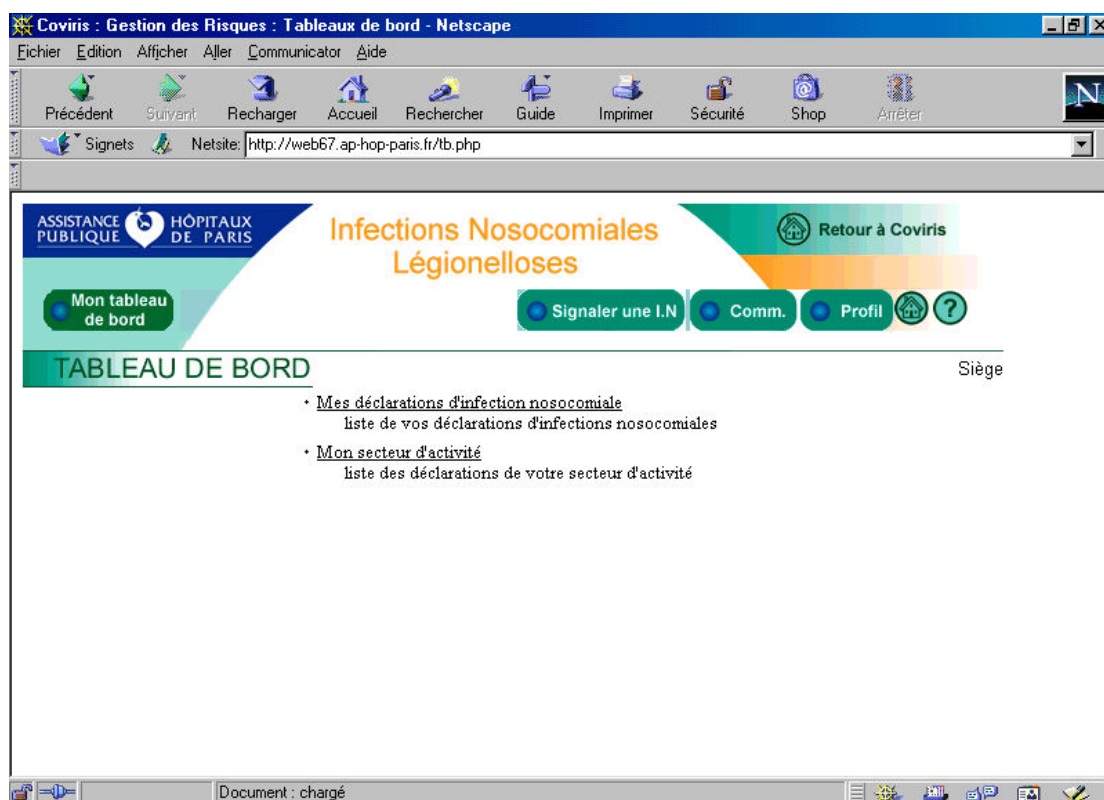 Coviris : Gestion des Risques : Tableaux de bord - Netscape
Fichier Edition Afficher Aller Communicator Aide
Précédent Suivant Recharger Accueil Rechercher Guide Imprimer Sécurité Shop Arrêter
N
Signets Netsite: http://web67.ap-hop-paris.fr/tb.php
ASSISTANCE HÔPITAUX
PUBLIQUE DE PARIS
Infections Nosocomiales
Légionelloses
Retour à Coviris
Mon tableau
de bord
Signaler une I.N Comm. Profil ?
TABLEAU DE BORD
Siège
Mes déclarations d'infection nosocomiale
liste de vos déclarations d'infections nosocomiales
Mon secteur d'activité
liste des déclarations de votre secteur d'activité
Document : chargé